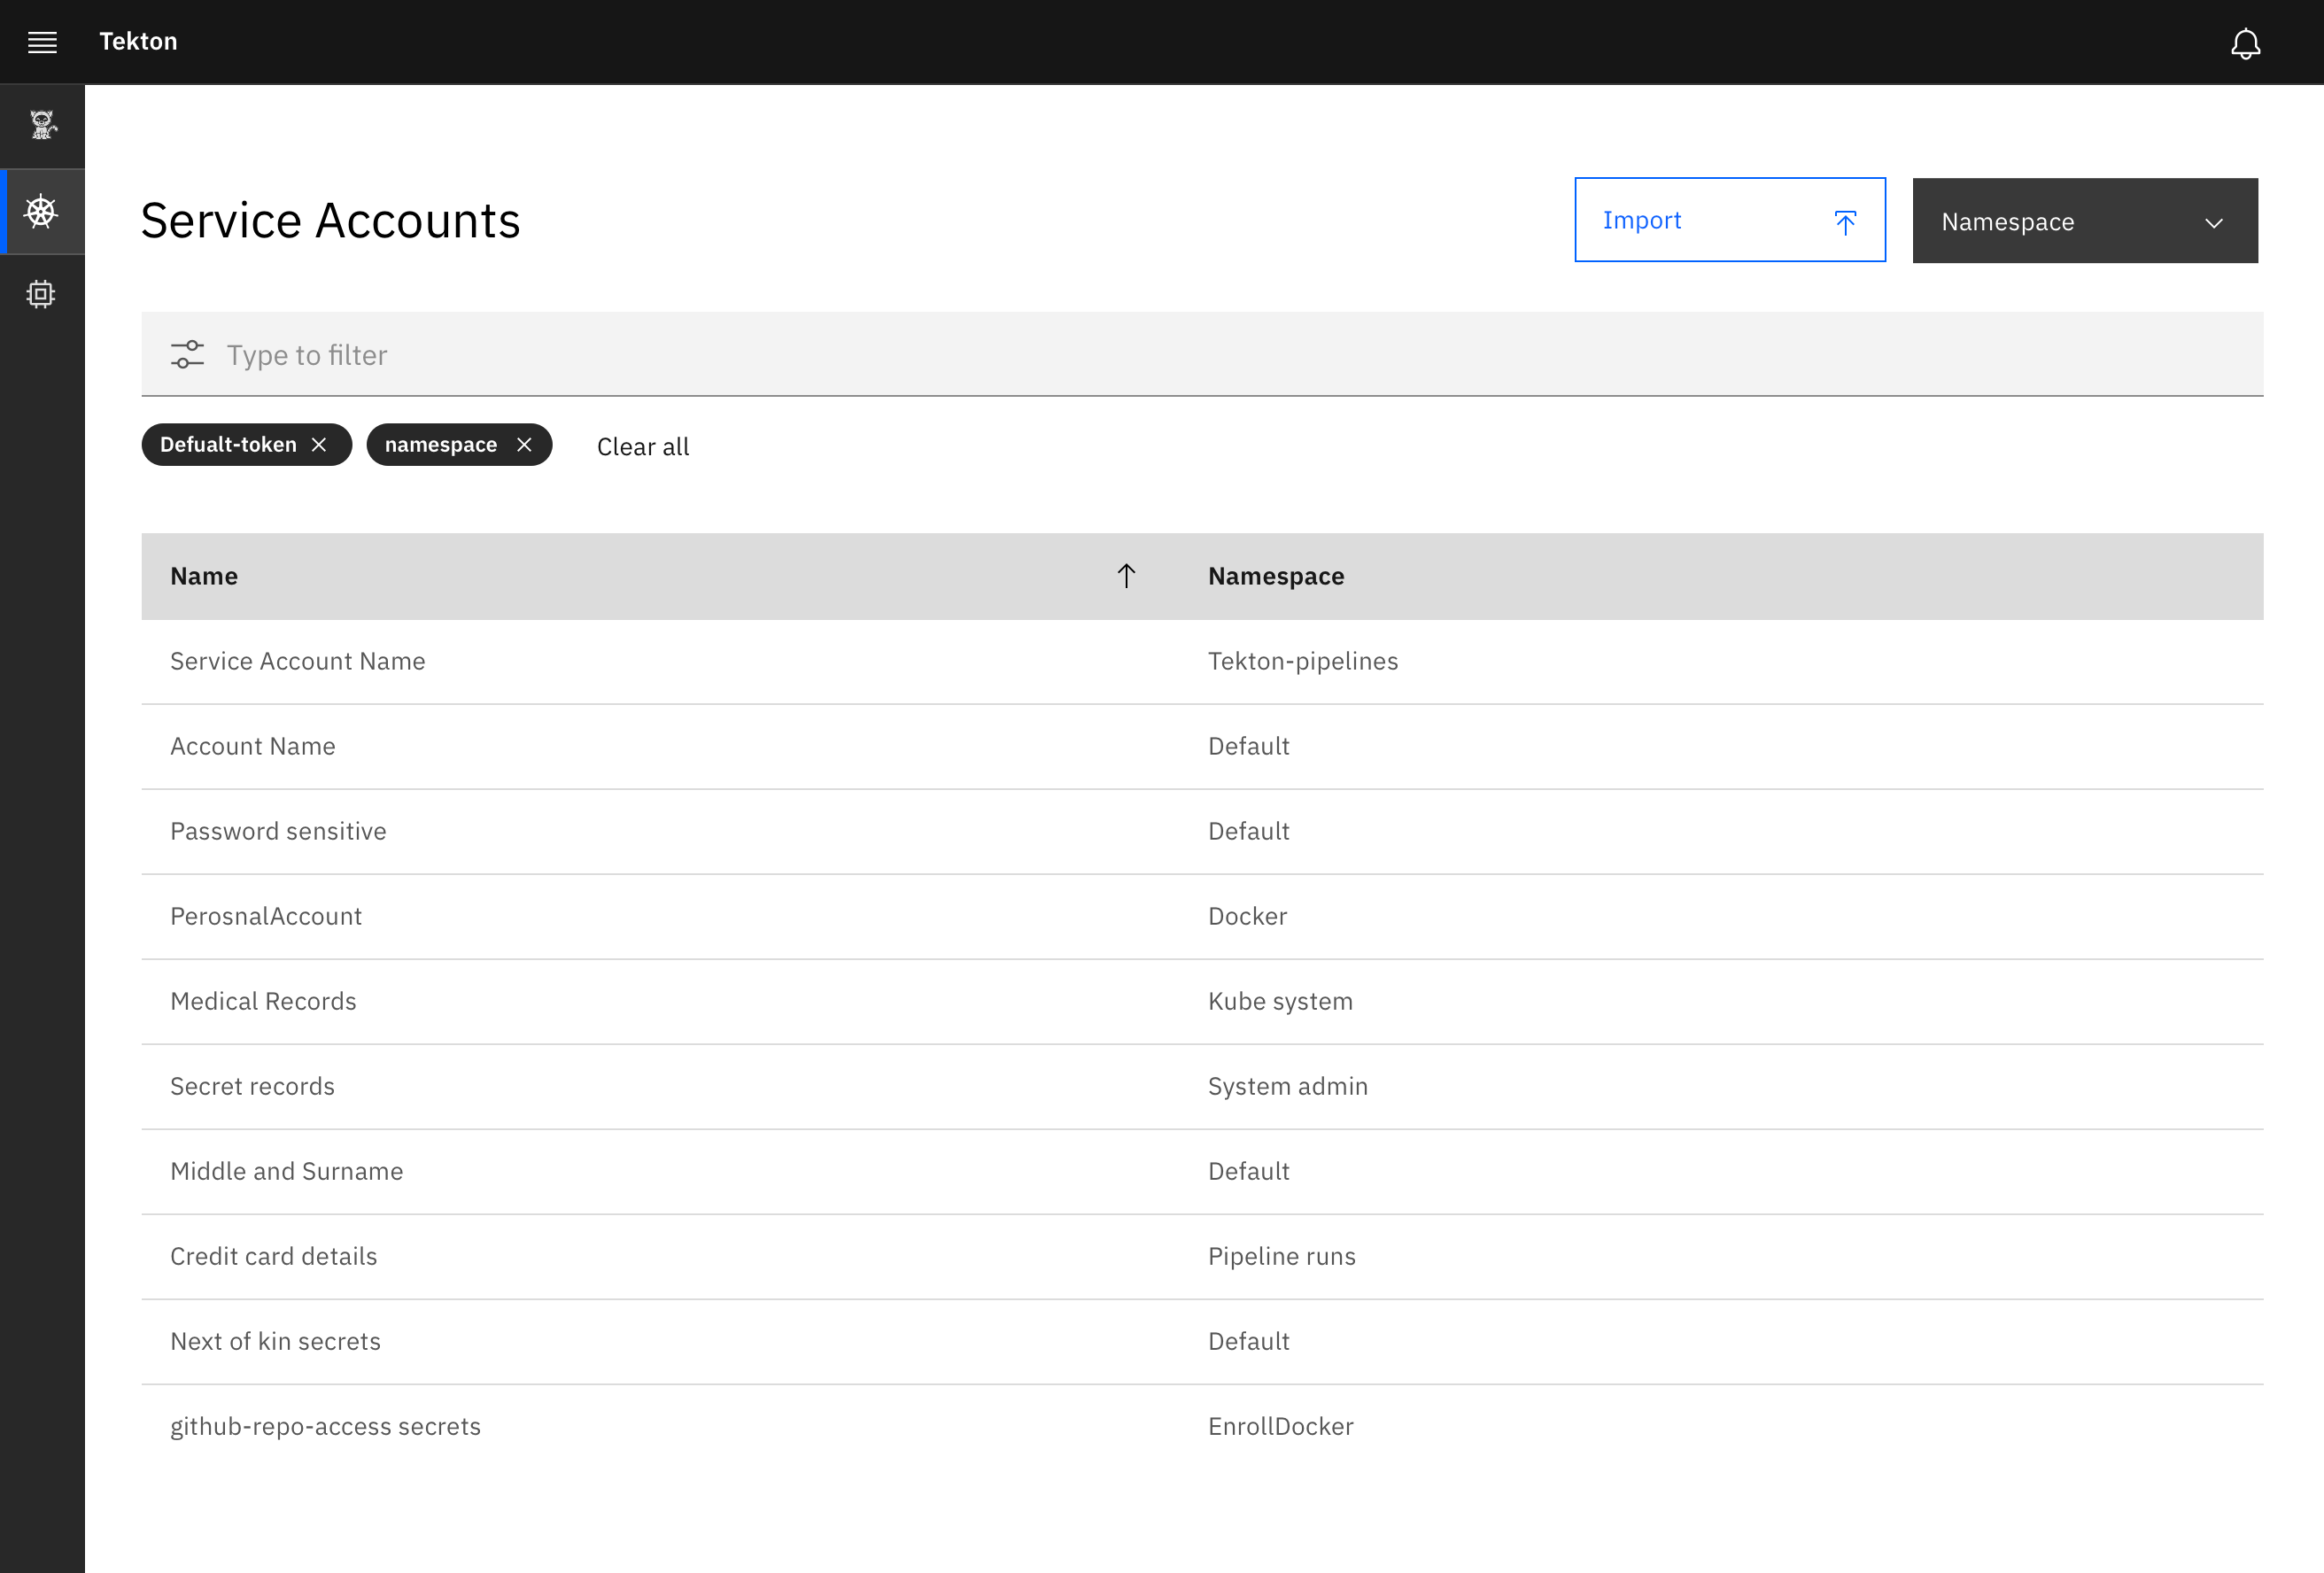 Tekton
Service Accounts
Import
Namespace
Type to filter
Defualt-token namespace Clear all
Name Namespace
Service Account Name Tekton-pipelines
Account Name Default
Password sensitive Default
PerosnalAccount Docker
Medical Records Kube system
Secret records System admin
Middle and Surname Default
Credit card details Pipeline runs
Next of kin secrets Default
github-repo-access secrets EnrollDocker